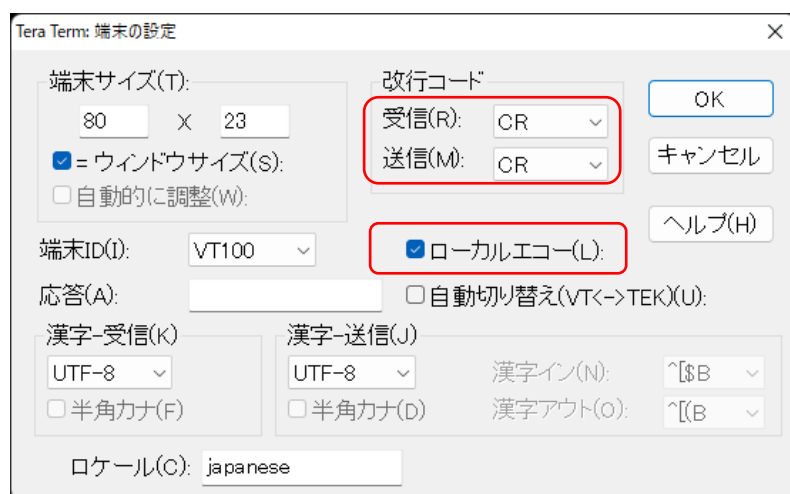 Tera Term: 端末の設定
端末サイズ(T):
80 X 23
=ウィンドウサイズ(S):
自動的に調整(W):
改行コード
受信(R): CR
送信(M): CR
OK
キャンセル
ヘルプ(H)
端末ID(I): VT100
ローカルエコー(L):
応答(A):
自動切り替え(VT<->TEK)(U):
漢字-受信(K)
UTF-8
半角カナ(F)
漢字-送信(J)
UTF-8
半角カナ(D)
漢字イン(N): ^[$B
漢字アウト(O): ^[(B
ロケール(C): japanese